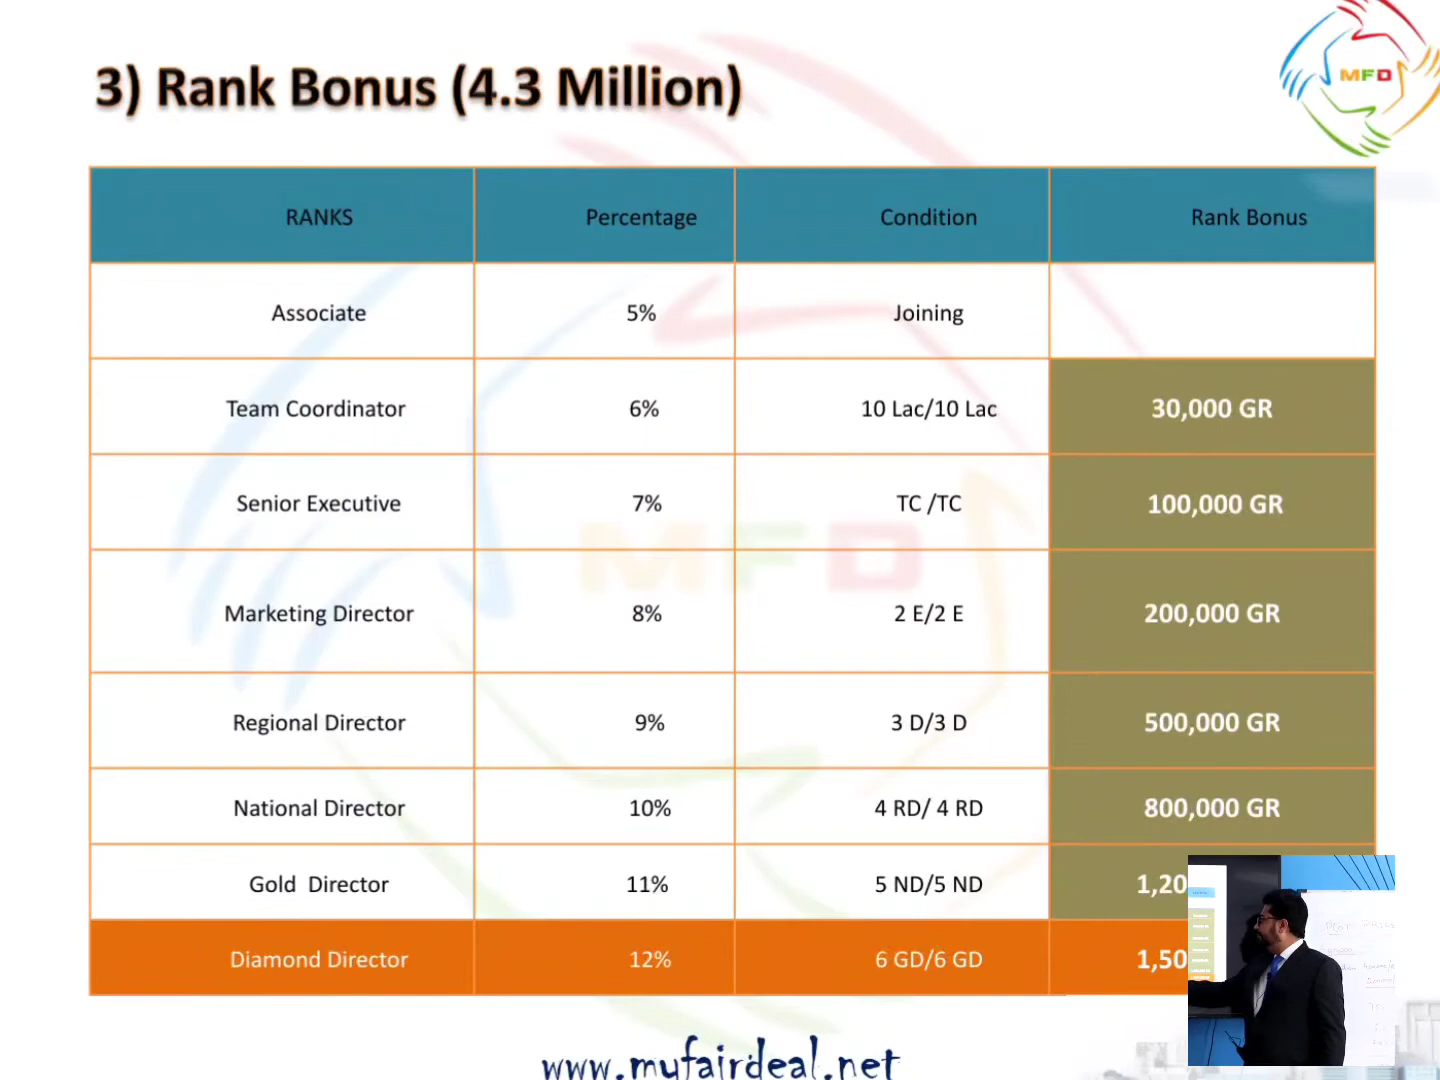 3) Rank Bonus (4.3 Million)
MFD
RANKS Percentage Condition Rank Bonus
Associate 5% Joining
Team Coordinator 6% 10 Lac/10 Lac 30,000 GR
Senior Executive 7% TC /TC 100,000 GR
Marketing Director 8% 2 E/2 E 200,000 GR
MFD
Regional Director 9% 3 D/3 D 500,000 GR
National Director 10% 4 RD/ 4 RD 800,000 GR
Gold Director 11% 5 ND/5 ND 1,20
Diamond Director 12% 6 GD/6 GD 1,50
www.mufairdeal.net